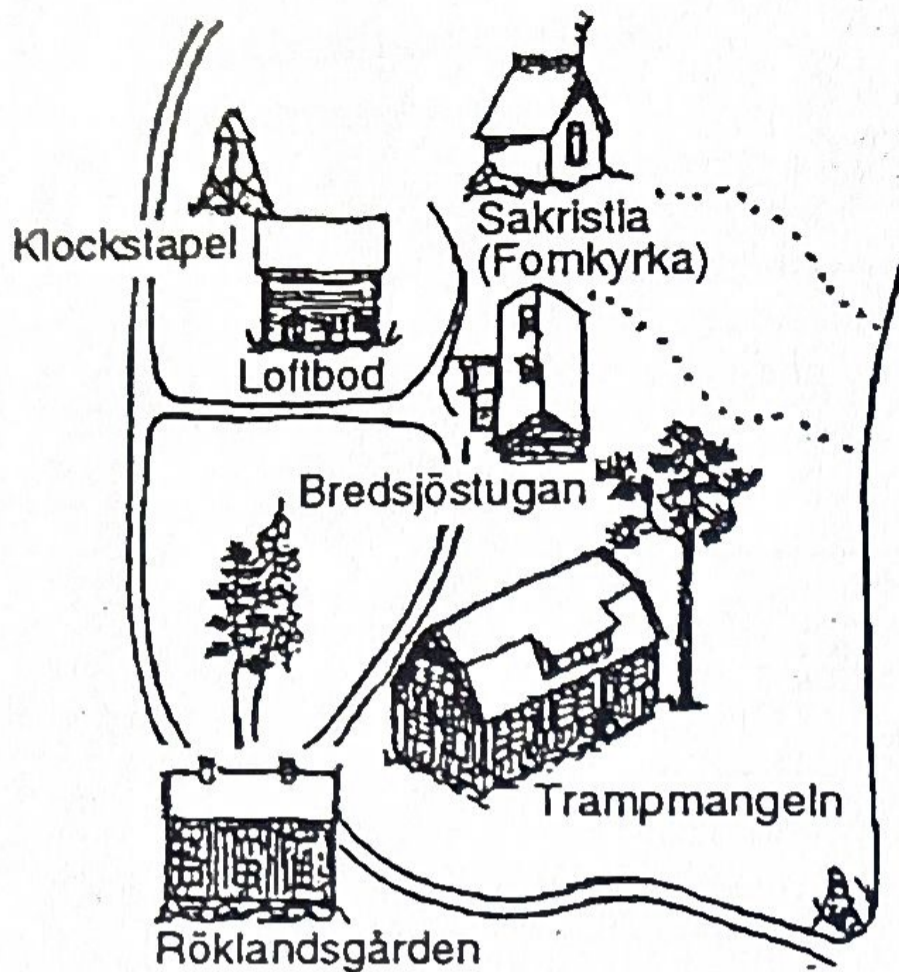 Sakristia
(Fornkyrka)
Klockstapel
Loftbod
Bredsjöstugan
Trampmangeln
Röklandsgården